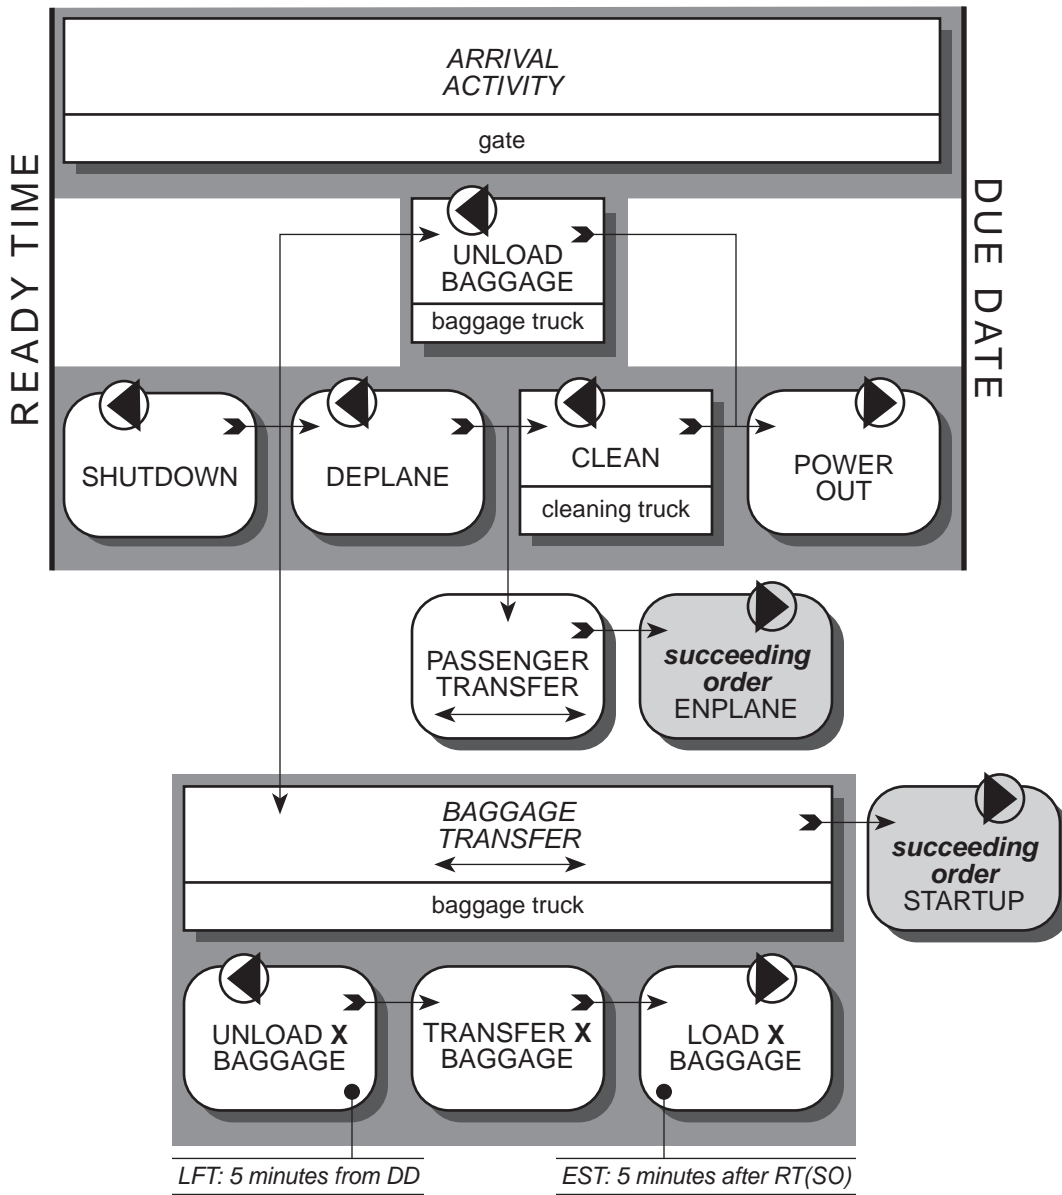 ARRIVAL
ACTIVITY
gate
READY TIME
DUE DATE
UNLOAD
BAGGAGE
baggage truck
SHUTDOWN
DEPLANE
CLEAN
cleaning truck
POWER
OUT
PASSENGER
TRANSFER
succeeding
order
ENPLANE
BAGGAGE
TRANSFER
baggage truck
succeeding
order
STARTUP
UNLOAD X
BAGGAGE
TRANSFER X
BAGGAGE
LOAD X
BAGGAGE
LFT: 5 minutes from DD
EST: 5 minutes after RT(SO)